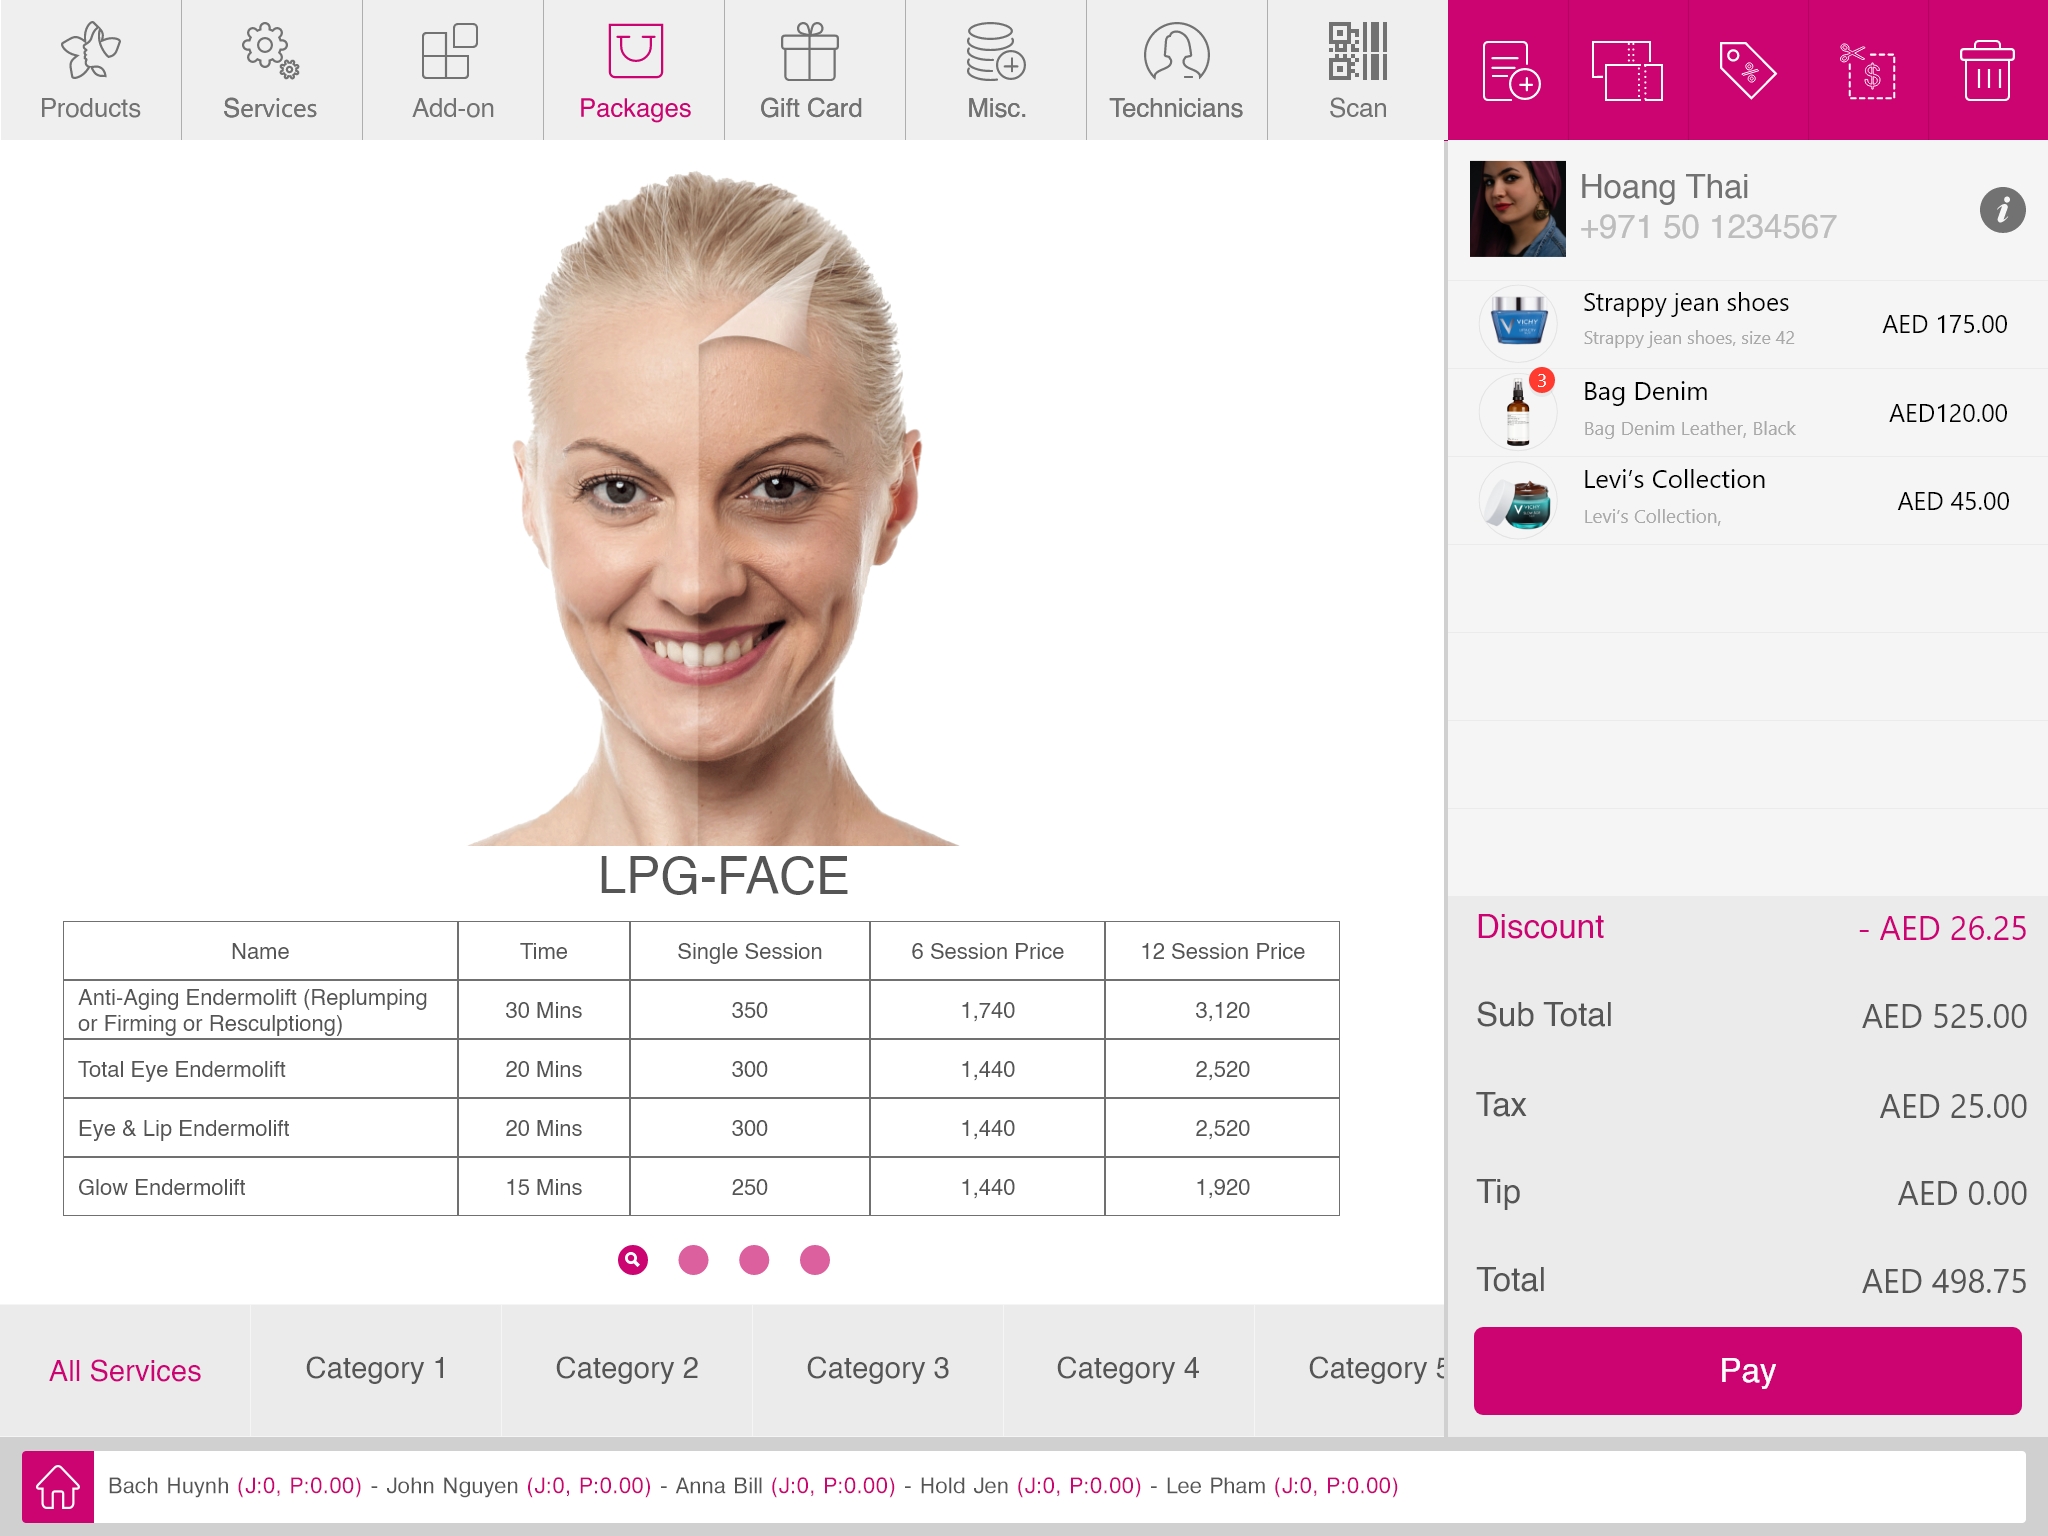 Products
Services
Add-on
Packages
Gift Card
Misc.
Technicians
Scan
Hoang Thai
+971 50 1234567
i
VICHY
Strappy jean shoes
Strappy jean shoes, size 42
AED 175.00
3
Bag Denim
Bag Denim Leather, Black
AED120.00
VICHY
Levi’s Collection
Levi’s Collection,
AED 45.00
LPG-FACE
Name Time Single Session 6 Session Price 12 Session Price
Anti-Aging Endermolift (Replumping
or Firming or Resculptiong) 30 Mins 350 1,740 3,120
Total Eye Endermolift 20 Mins 300 1,440 2,520
Eye & Lip Endermolift 20 Mins 300 1,440 2,520
Glow Endermolift 15 Mins 250 1,440 1,920
All Services
Category 1
Category 2
Category 3
Category 4
Category 5
Discount - AED 26.25
Sub Total AED 525.00
Tax AED 25.00
Tip AED 0.00
Total AED 498.75
Pay
Bach Huynh (J:0, P:0.00) - John Nguyen (J:0, P:0.00) - Anna Bill (J:0, P:0.00) - Hold Jen (J:0, P:0.00) - Lee Pham (J:0, P:0.00)